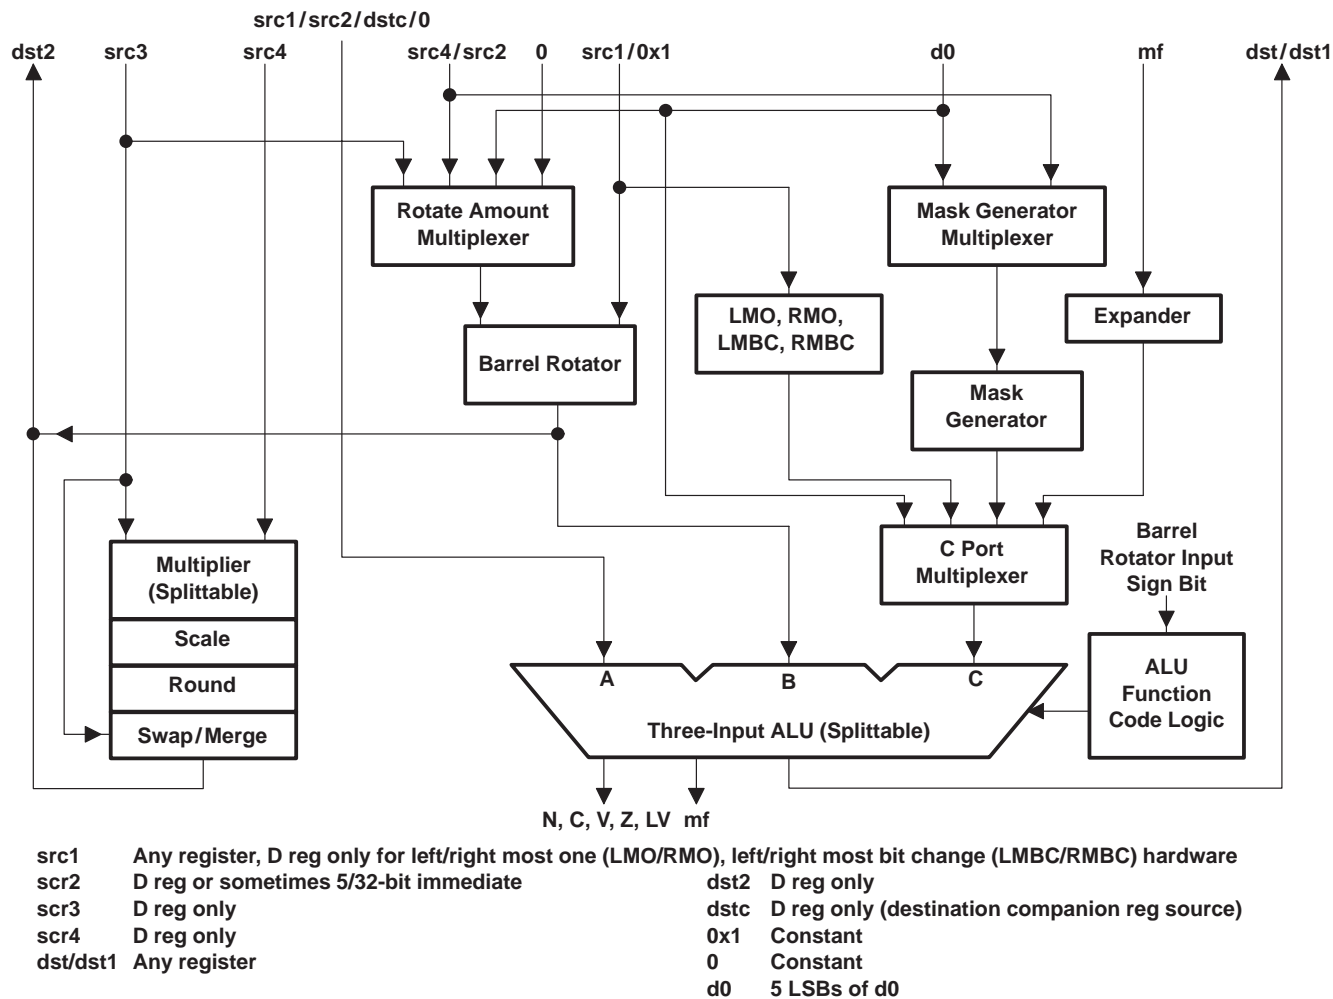 src1/src2/dstc/0
dst2 src3 src4 src4/src2 0 src1/0x1 d0 mf dst/dst1
Rotate Amount
Multiplexer
Mask Generator
Multiplexer
LMO, RMO,
LMBC, RMBC
Expander
Barrel Rotator
Mask
Generator
Multiplier
(Splittable)
Scale
Round
Swap/Merge
C Port
Multiplexer
Barrel
Rotator Input
Sign Bit
A B C
Three-Input ALU (Splittable)
ALU
Function
Code Logic
N, C, V, Z, LV mf
src1 Any register, D reg only for left/right most one (LMO/RMO), left/right most bit change (LMBC/RMBC) hardware
scr2 D reg or sometimes 5/32-bit immediate
scr3 D reg only
scr4 D reg only
dst/dst1 Any register
dst2 D reg only
dstc D reg only (destination companion reg source)
0x1 Constant
0 Constant
d0 5 LSBs of d0